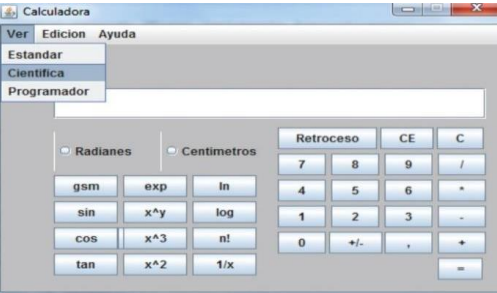 Calculadora
Ver Edicion Ayuda
Estandar
Cientifica
Programador
Radianes Centimetros
Retroceso CE C
7 8 9 /
gsm exp ln
4 5 6 *
sin x^y log
1 2 3 -
cos x^3 n!
0 +/- , +
tan x^2 1/x
=